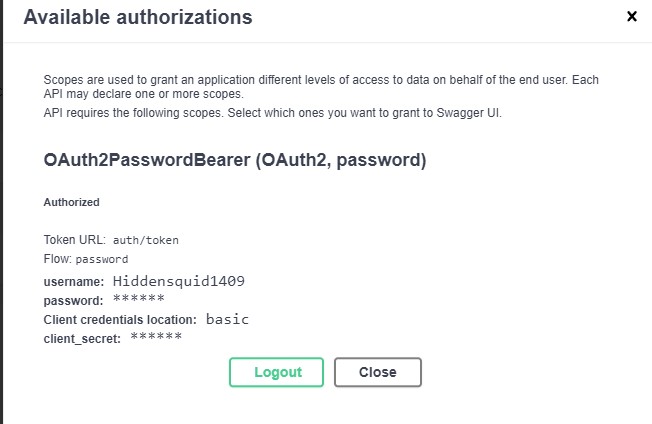 Available authorizations
×
Scopes are used to grant an application different levels of access to data on behalf of the end user. Each
API may declare one or more scopes.
API requires the following scopes. Select which ones you want to grant to Swagger UI.
OAuth2PasswordBearer (OAuth2, password)
Authorized
Token URL: auth/token
Flow: password
username: Hiddensquid1409
password: ******
Client credentials location: basic
client_secret: ******
Logout Close